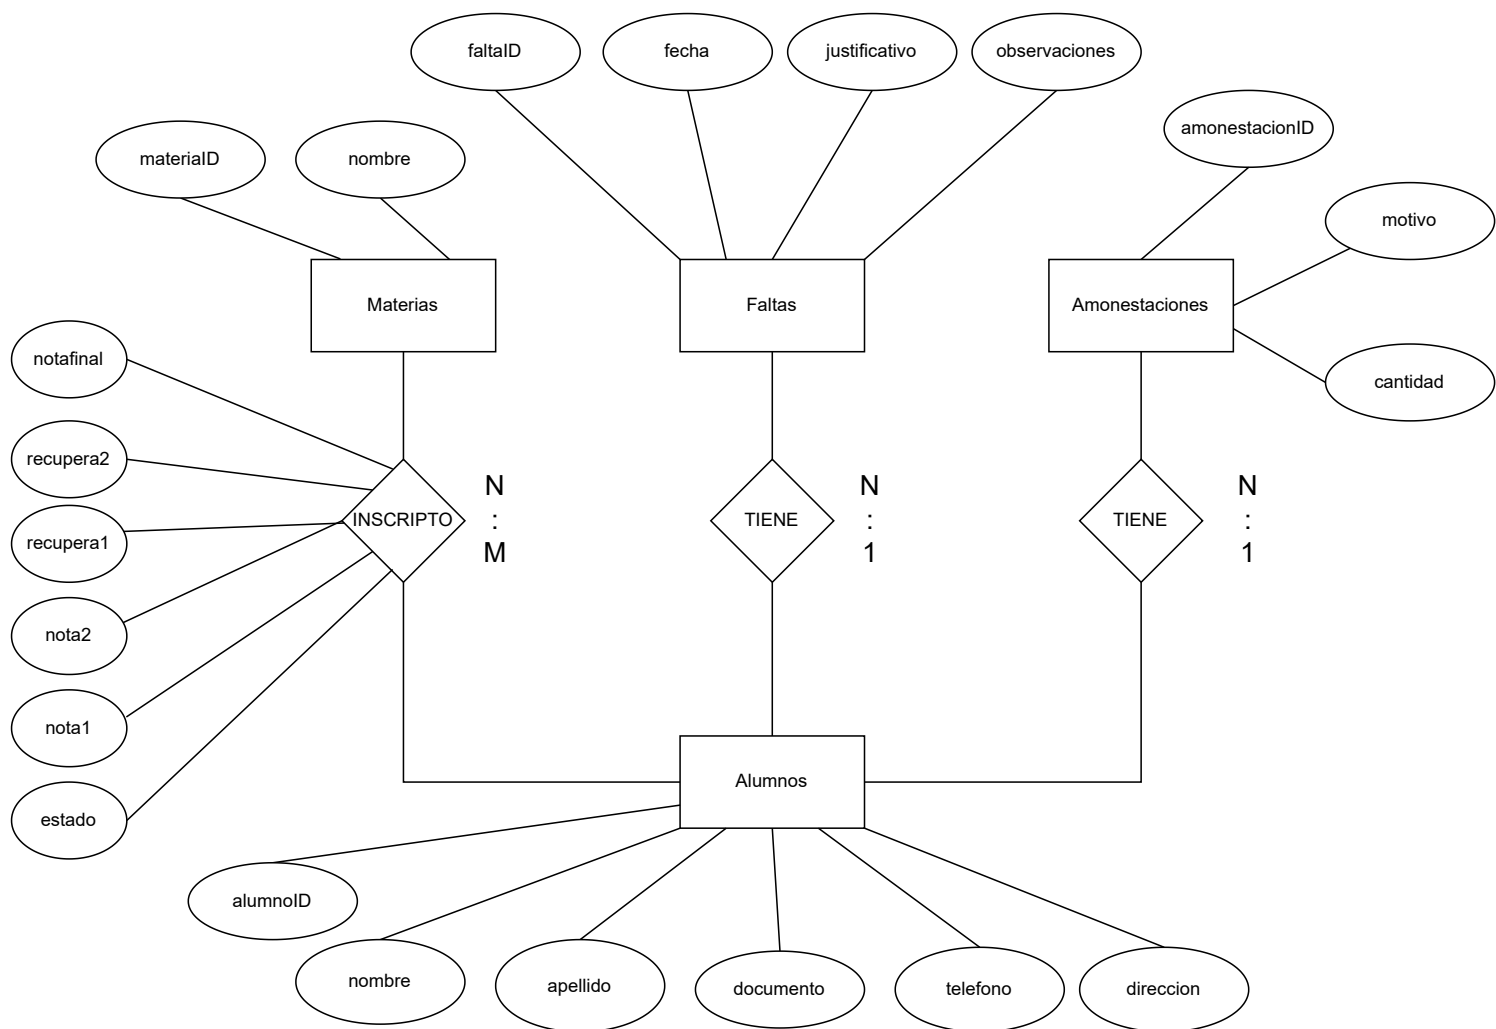 faltaID
fecha
justificativo
observaciones
amonestacionID
materiaID
nombre
motivo
Materias
Faltas
Amonestaciones
notafinal
cantidad
recupera2
recupera1
INSCRIPTO
N
:
M
TIENE
N
:
1
TIENE
N
:
1
nota2
nota1
estado
Alumnos
alumnoID
nombre
apellido
documento
telefono
direccion